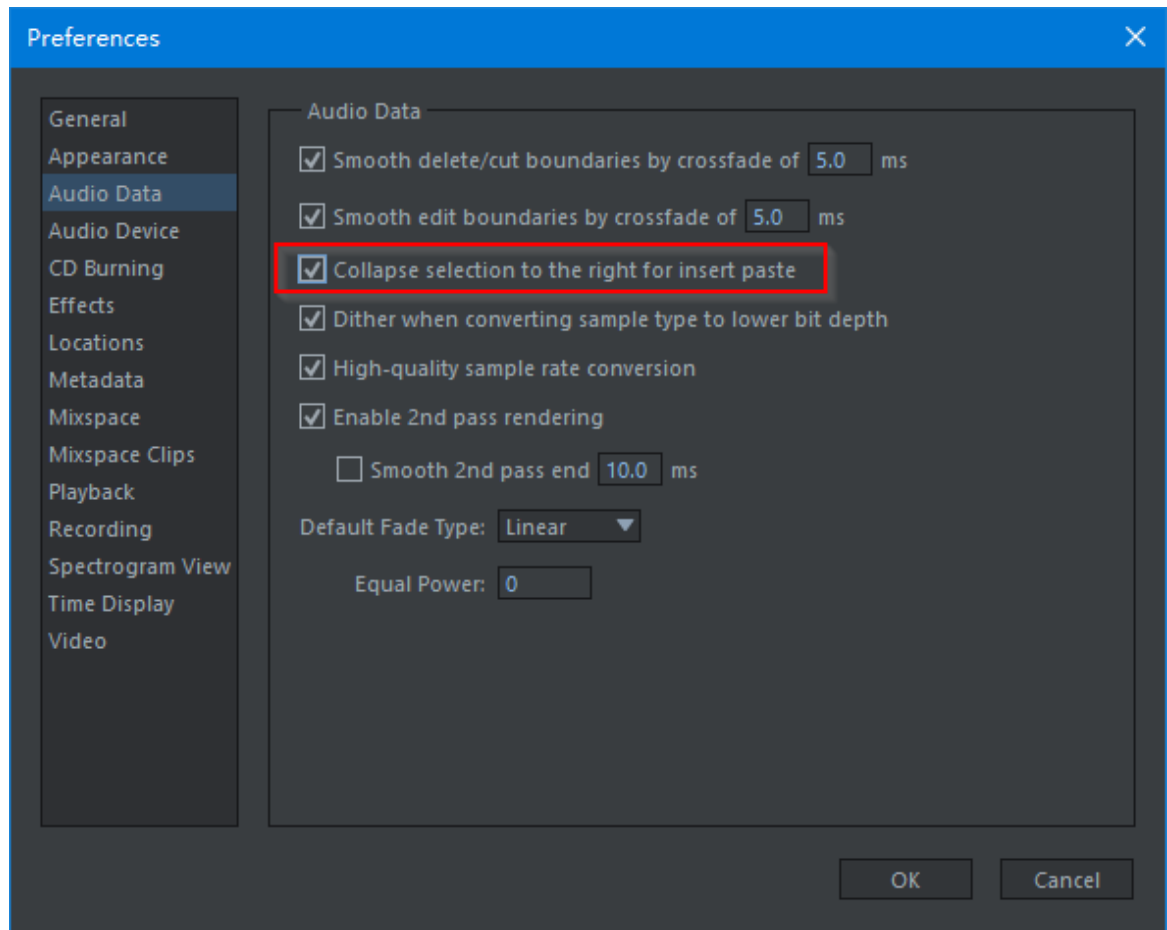 Preferences
General
Appearance
Audio Data
Audio Device
CD Burning
Effects
Locations
Metadata
Mixspace
Mixspace Clips
Playback
Recording
Spectrogram View
Time Display
Video
Audio Data
Smooth delete/cut boundaries by crossfade of 5.0 ms
Smooth edit boundaries by crossfade of 5.0 ms
Collapse selection to the right for insert paste
Dither when converting sample type to lower bit depth
High-quality sample rate conversion
Enable 2nd pass rendering
Smooth 2nd pass end 10.0 ms
Default Fade Type: Linear
Equal Power: 0
OK Cancel